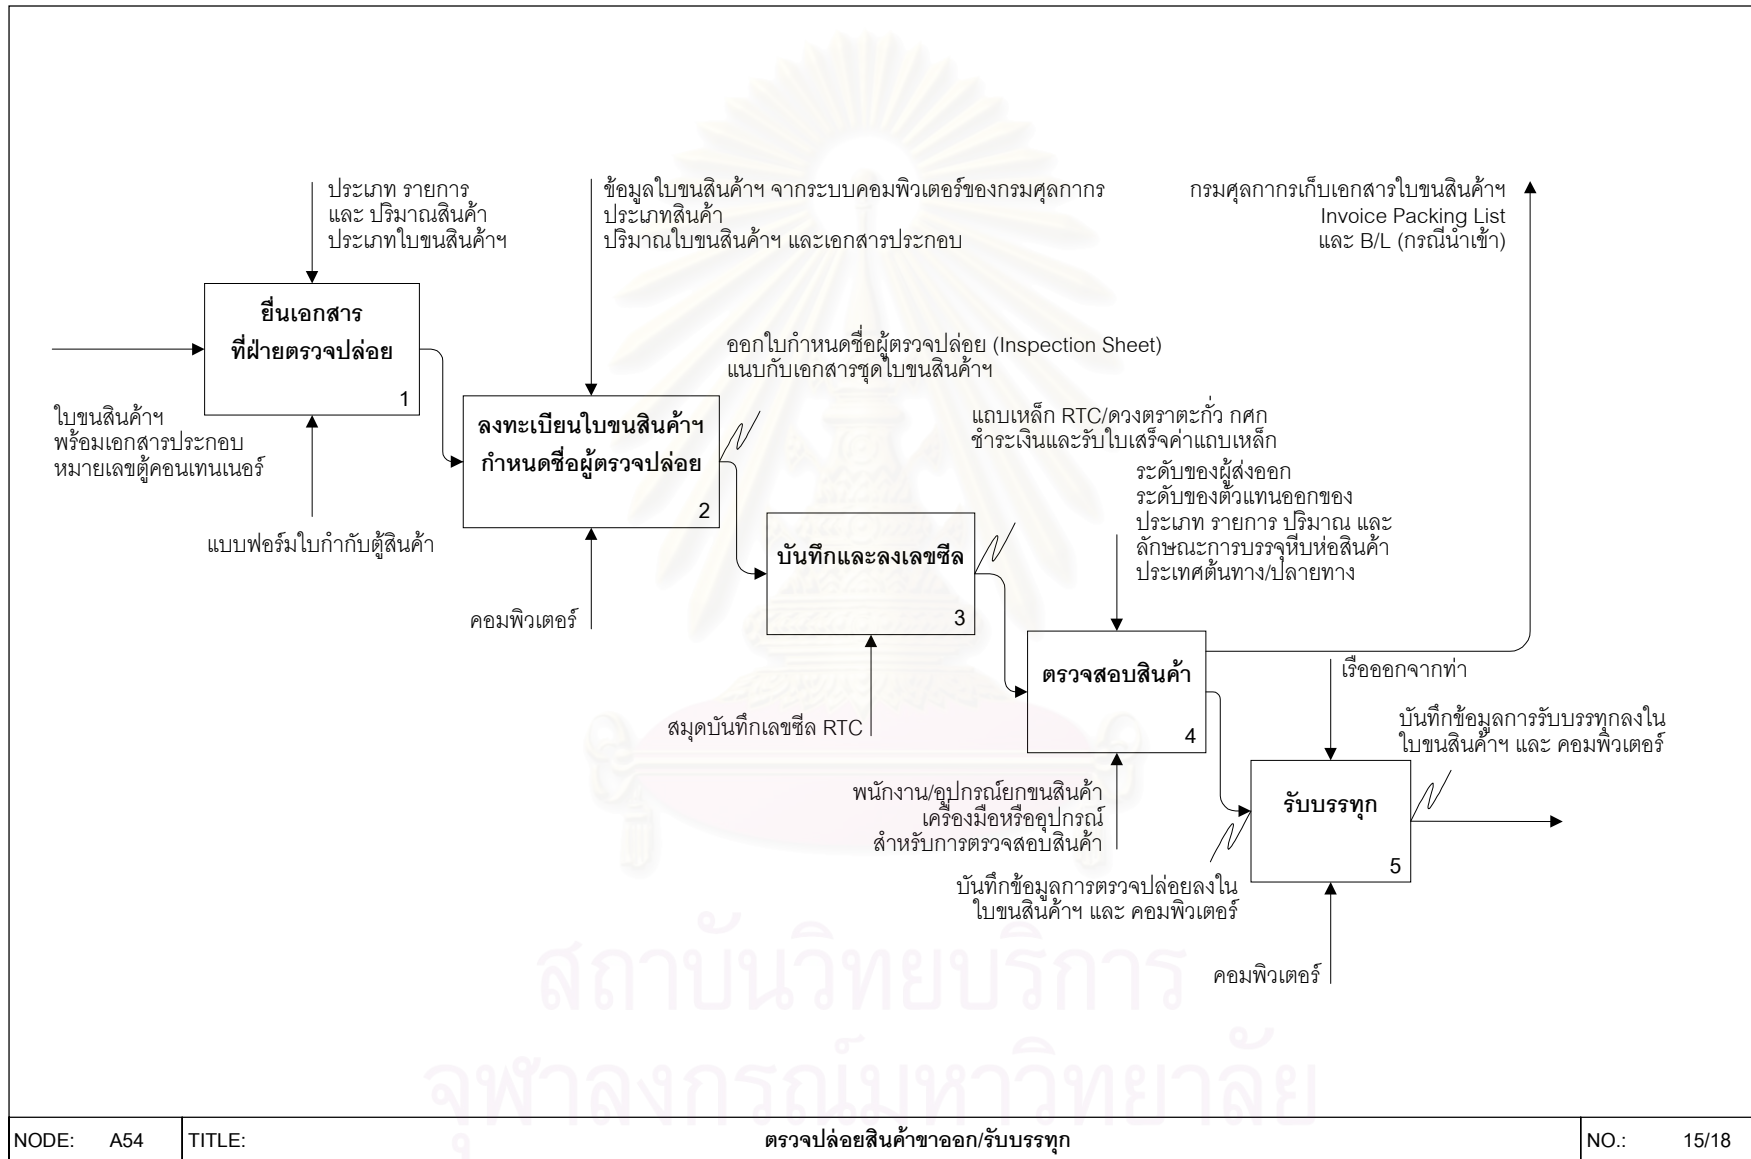 ประเภท รายการ
และ ปริมาณสินค้า
ประเภทใบขนสินค้าฯ
ข้อมูลใบขนสินค้าฯ จากระบบคอมพิวเตอร์ของกรมศุลกากร
ประเภทสินค้า
ปริมาณใบขนสินค้าฯ และเอกสารประกอบ
กรมศุลกากรเก็บเอกสารใบขนสินค้าฯ
Invoice Packing List
และ B/L (กรณีนำเข้า)
ยื่นเอกสาร
ที่ฝ่ายตรวจปล่อย
1
ใบขนสินค้าฯ
พร้อมเอกสารประกอบ
หมายเลขตู้คอนเทนเนอร์
แบบฟอร์มใบกำกับตู้สินค้า
ออกใบกำหนดชื่อผู้ตรวจปล่อย (Inspection Sheet)
แนบกับเอกสารชุดใบขนสินค้าฯ
ลงทะเบียนใบขนสินค้าฯ
กำหนดชื่อผู้ตรวจปล่อย
2
คอมพิวเตอร์
แถบเหล็ก RTC/ดวงตราตะกั่ว กศก
ชำระเงินและรับใบเสร็จค่าแถบเหล็ก
บันทึกและลงเลขซีล
3
สมุดบันทึกเลขซีล RTC
ระดับของผู้ส่งออก
ระดับของตัวแทนออกของ
ประเภท รายการ ปริมาณ และ
ลักษณะการบรรจุหีบห่อสินค้า
ประเทศต้นทาง/ปลายทาง
ตรวจสอบสินค้า
4
พนักงาน/อุปกรณ์ยกขนสินค้า
เครื่องมือหรืออุปกรณ์
สำหรับการตรวจสอบสินค้า
เรือออกจากท่า
บันทึกข้อมูลการรับบรรทุกลงใน
ใบขนสินค้าฯ และ คอมพิวเตอร์
รับบรรทุก
5
บันทึกข้อมูลการตรวจปล่อยลงใน
ใบขนสินค้าฯ และ คอมพิวเตอร์
คอมพิวเตอร์
สถาบันวิทยบริการ
จุฬาลงกรณ์มหาวิทยาลัย
NODE: A54 TITLE: ตรวจปล่อยสินค้าขาออก/รับบรรทุก NO.: 15/18